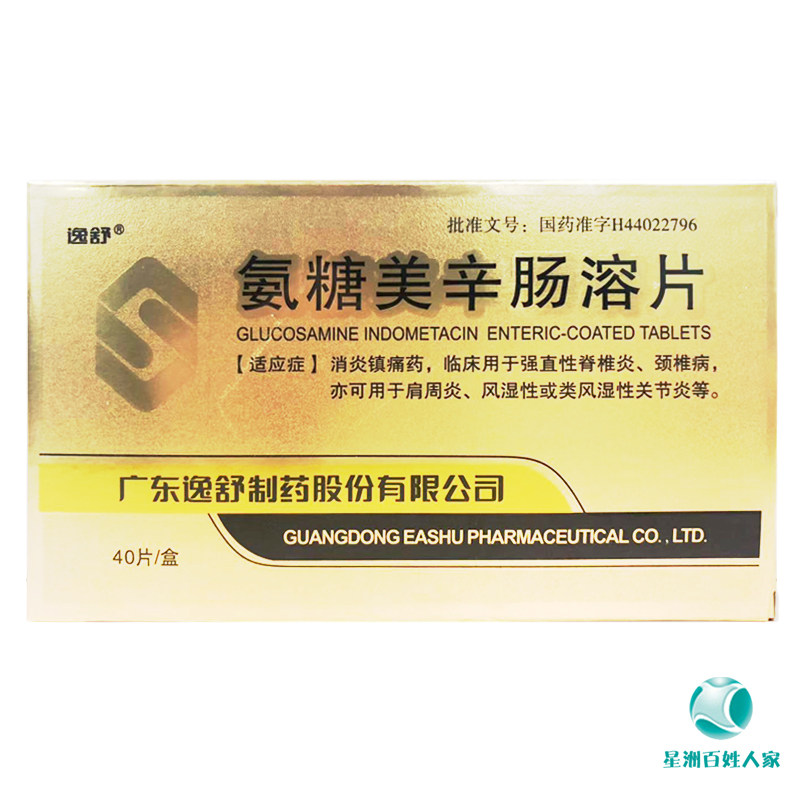 逸舒®
批准文号：国药准字H44022796
氨糖美辛肠溶片
GLUCOSAMINE INDOMETACIN ENTERIC-COATED TABLETS
【适应症】消炎镇痛药，临床用于强直性脊椎炎、颈椎病，
亦可用于肩周炎、风湿性或类风湿性关节炎等。
广东逸舒制药股份有限公司
GUANGDONG EASHU PHARMACEUTICAL CO., LTD.
40片/盒
星洲百姓人家